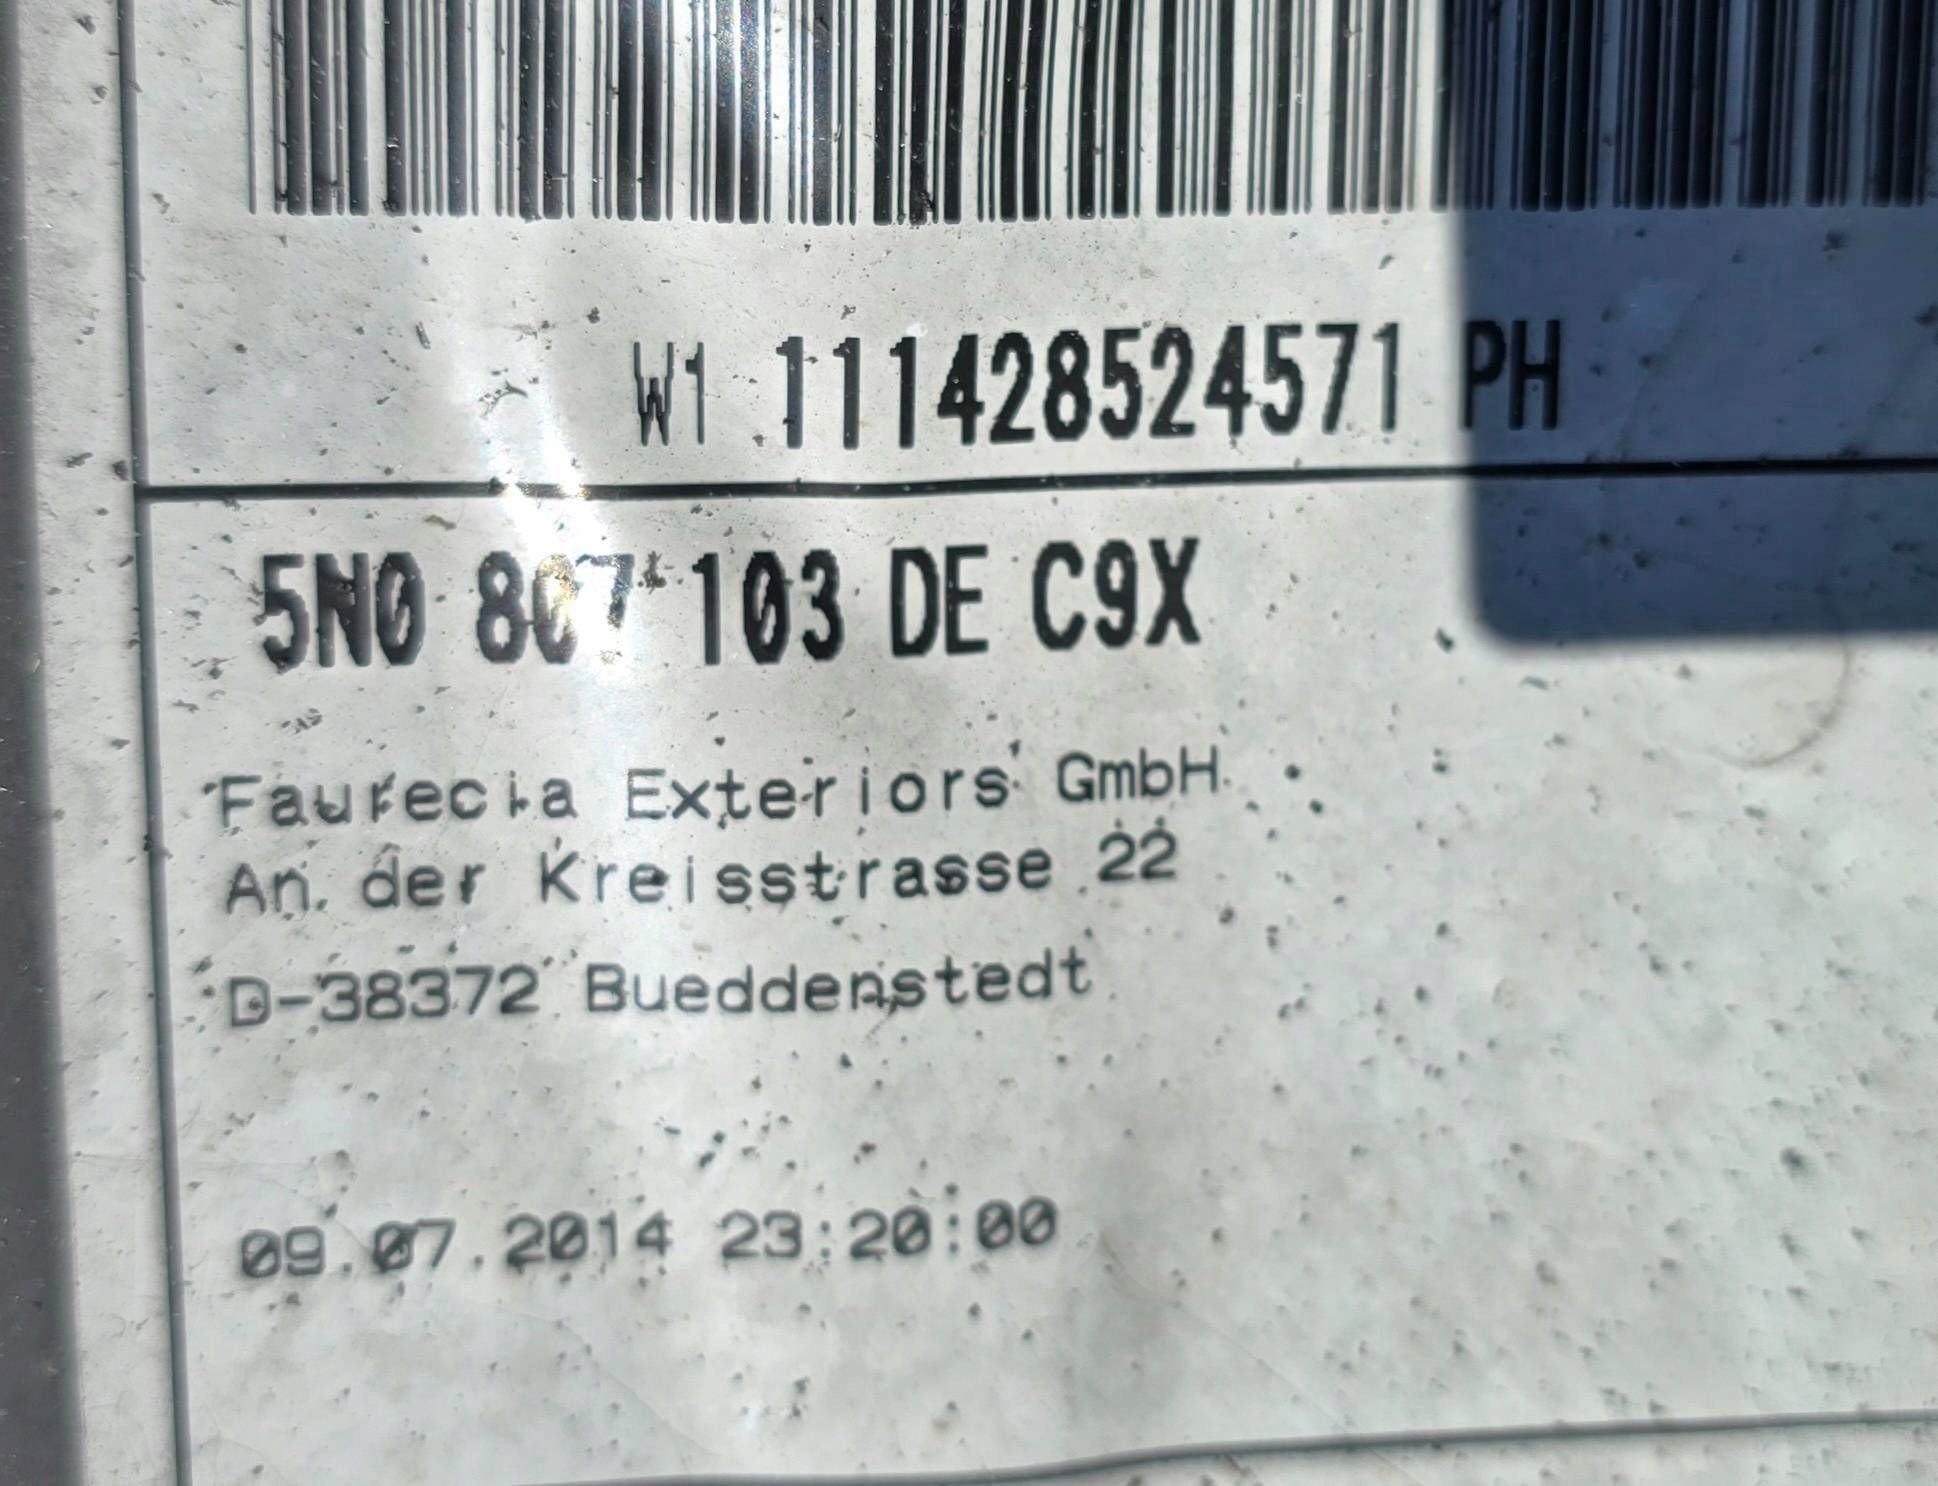 W1 111428524571 PH
5N0 807 103 DE C9X
Faurecia Exteriors GmbH
An der Kreisstrasse 22
D-38372 Bueddenstedt
09.07.2014 23:20:00